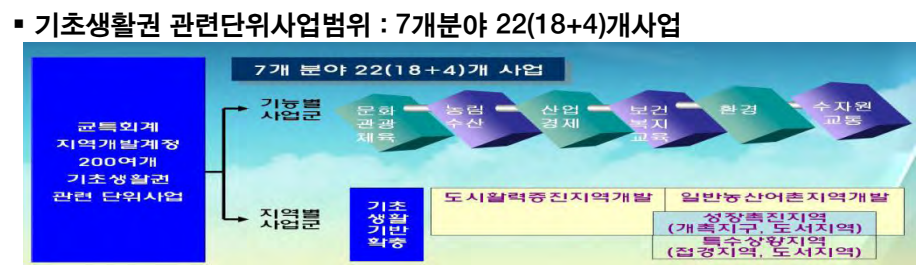 ▪ 기초생활권 관련단위사업범위 : 7개분야 22(18+4)개사업
7개 분야 22(18+4)개 사업
균특회계
지역개발계정
200여개
기초생활권
관련 단위사업
기능별
사업군
문화
관광
체육
농림
수산
산업
경제
보건
복지
교육
환경
수자원
교통
지역별
사업군
기초
생활
기반
확충
도시활력증진지역개발
일반농산어촌지역개발
성장촉진지역
(개촉지구, 도서지역)
특수상황지역
(접경지역, 도서지역)